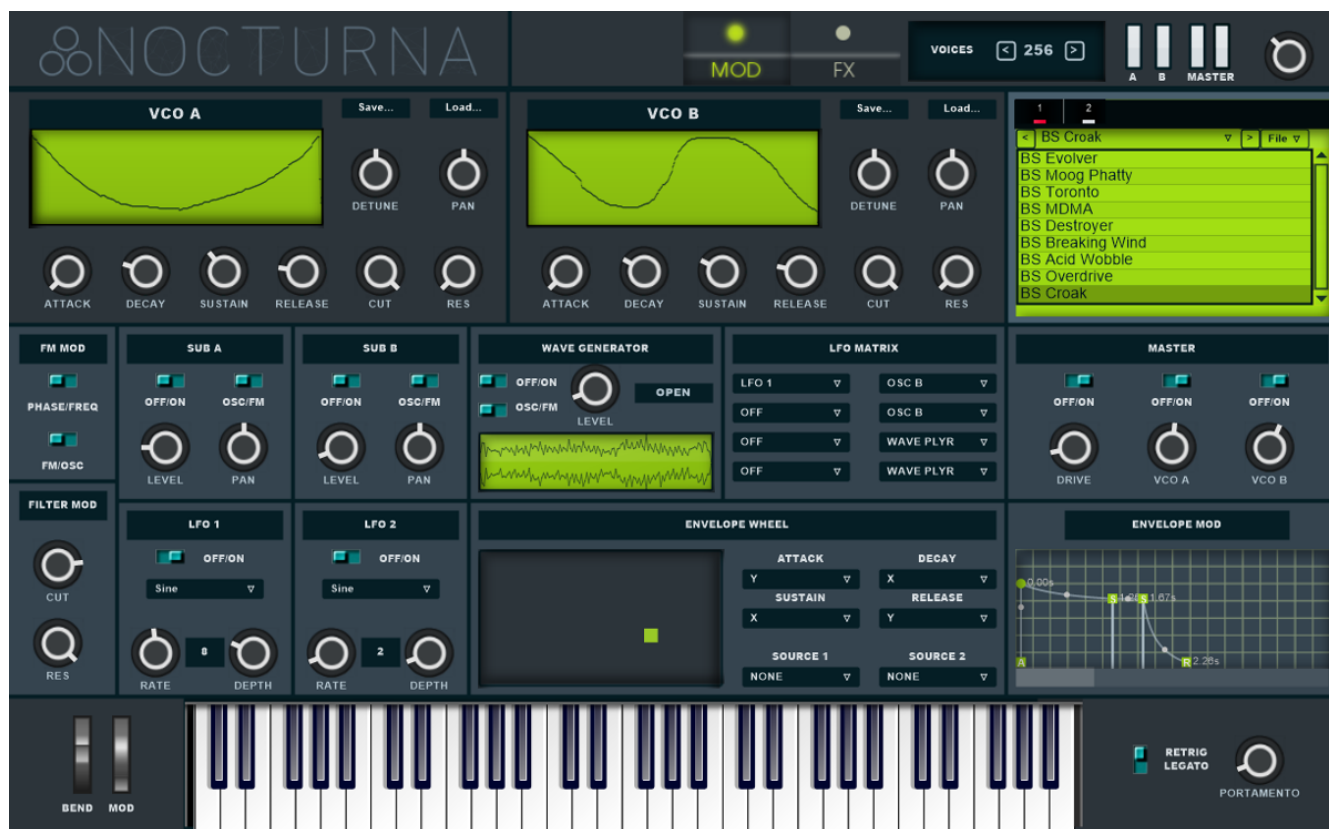 NOCTURNA
MOD
FX
VOICES < 256 >
A B MASTER
VCO A
Save... Load...
DETUNE PAN
ATTACK DECAY SUSTAIN RELEASE CUT RES
VCO B
Save... Load...
DETUNE PAN
ATTACK DECAY SUSTAIN RELEASE CUT RES
1 2
< BS Croak > File
BS Evolver
BS Moog Phatty
BS Toronto
BS MDMA
BS Destroyer
BS Breaking Wind
BS Acid Wobble
BS Overdrive
BS Croak
FM MOD
PHASE/FREQ
FM/OSC
SUB A
OFF/ON OSC/FM
LEVEL PAN
SUB B
OFF/ON OSC/FM
LEVEL PAN
WAVE GENERATOR
OFF/ON
OSC/FM
LEVEL
OPEN
LFO MATRIX
LFO 1 OSC B
OFF OSC B
OFF WAVE PLYR
OFF WAVE PLYR
MASTER
OFF/ON OFF/ON OFF/ON
DRIVE VCO A VCO B
FILTER MOD
CUT
RES
LFO 1
OFF/ON
Sine
8
RATE DEPTH
LFO 2
OFF/ON
Sine
2
RATE DEPTH
ENVELOPE WHEEL
ATTACK DECAY
Y X
SUSTAIN RELEASE
X Y
SOURCE 1 SOURCE 2
NONE NONE
ENVELOPE MOD
0.00s
S S 1.67s
A R 2.26s
BEND MOD
RETRIG
LEGATO
PORTAMENTO